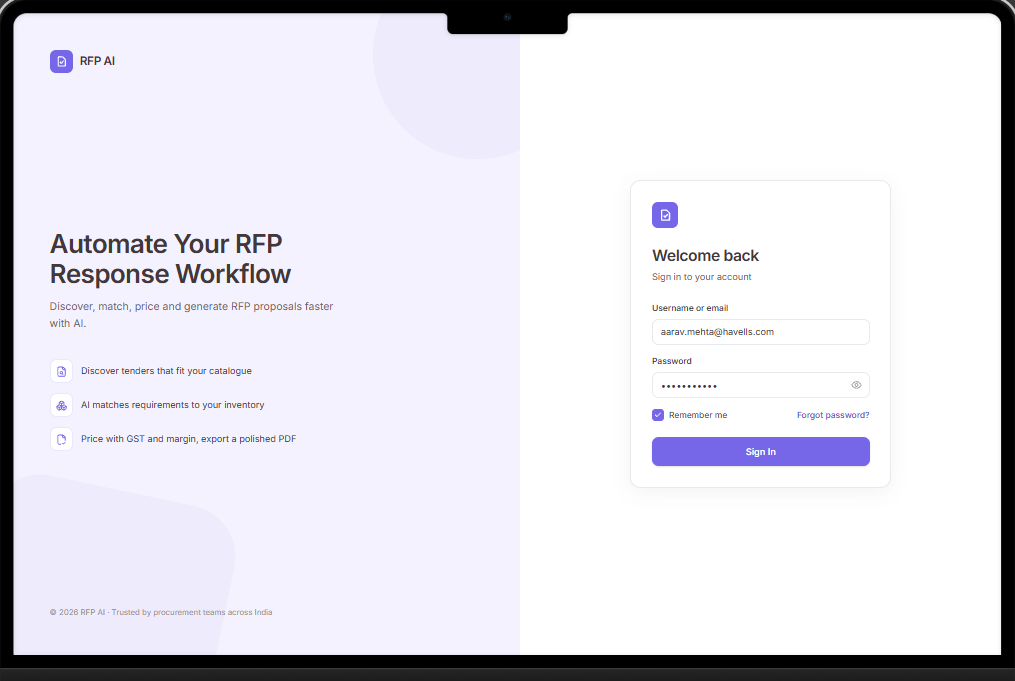 RFP AI
Automate Your RFP
Response Workflow
Discover, match, price and generate RFP proposals faster
with AI.
Discover tenders that fit your catalogue
AI matches requirements to your inventory
Price with GST and margin, export a polished PDF
© 2026 RFP AI · Trusted by procurement teams across India
Welcome back
Sign in to your account
Username or email
aarav.mehta@havells.com
Password
•••••••••••
Remember me
Forgot password?
Sign In